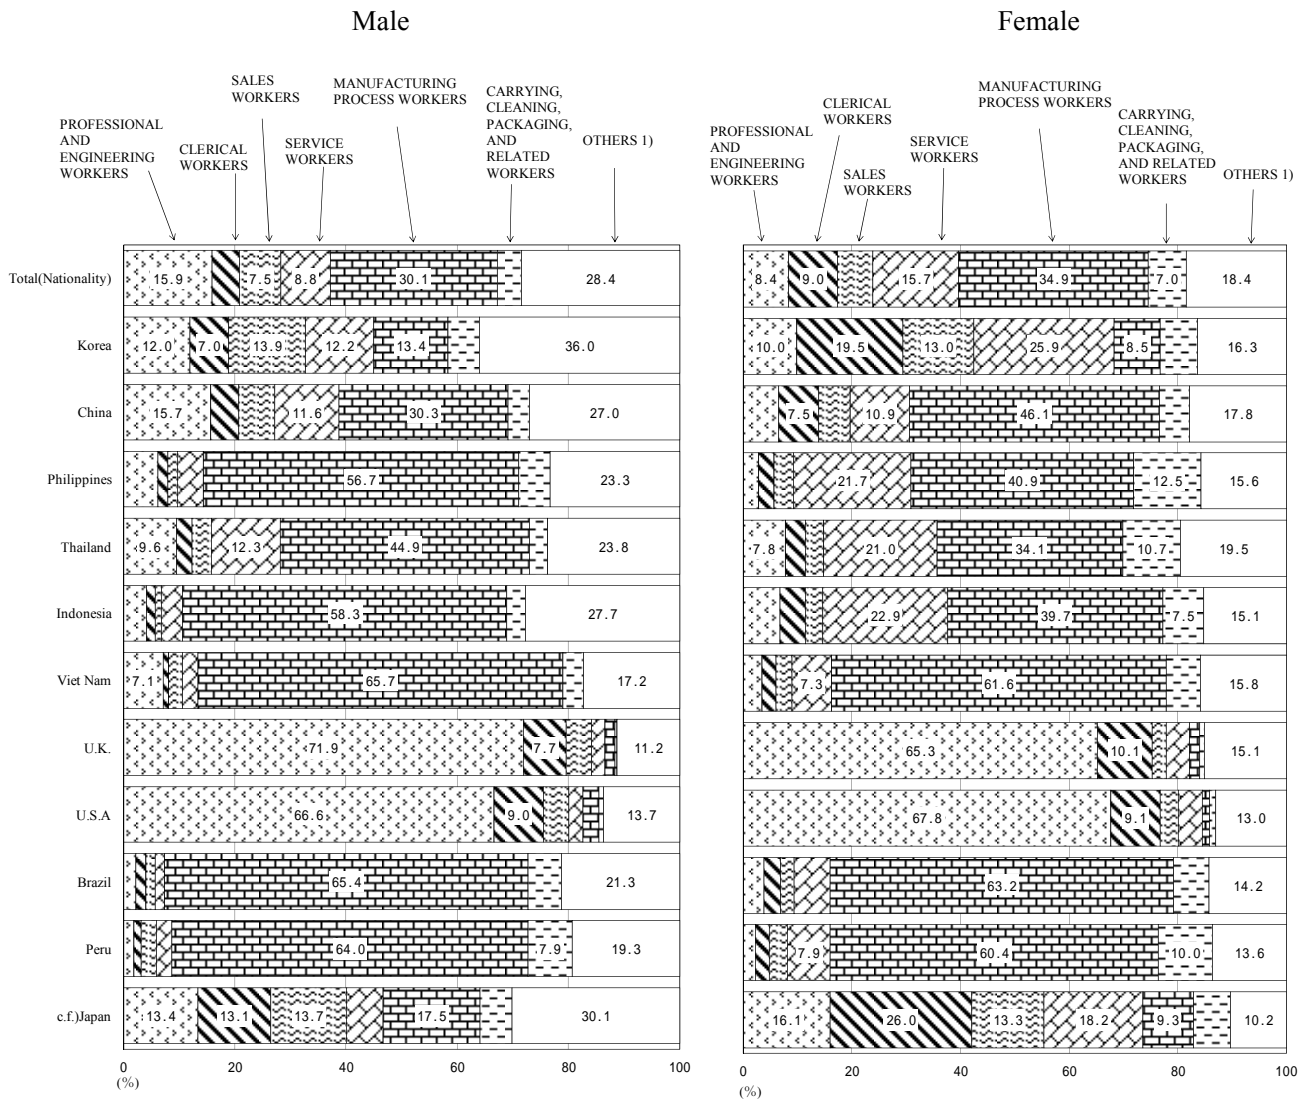 Male
Female
SALES
WORKERS
MANUFACTURING
PROCESS WORKERS
CARRYING,
CLEANING,
PACKAGING,
AND
RELATED
WORKERS
PROFESSIONAL
AND
ENGINEERING
WORKERS
CLERICAL
WORKERS
SERVICE
WORKERS
OTHERS 1)
MANUFACTURING
PROCESS WORKERS
CLERICAL
WORKERS
CARRYING,
CLEANING,
PACKAGING,
AND RELATED
WORKERS
PROFESSIONAL
AND
ENGINEERING
WORKERS
SERVICE
WORKERS
SALES
WORKERS
OTHERS 1)
Total(Nationality) 15.9 7.5 8.8 30.1 28.4 8.4 9.0 15.7 34.9 7.0 18.4
Korea 12.0 7.0 13.9 12.2 13.4 36.0 10.0 19.5 13.0 25.9 8.5 16.3
China 15.7 11.6 30.3 27.0 7.5 10.9 46.1 17.8
Philippines 56.7 23.3 21.7 40.9 12.5 15.6
Thailand 9.6 12.3 44.9 23.8 7.8 21.0 34.1 10.7 19.5
Indonesia 58.3 27.7 22.9 39.7 7.5 15.1
Viet Nam 7.1 65.7 17.2 7.3 61.6 15.8
U.K. 71.9 7.7 11.2 65.3 10.1 15.1
U.S.A 66.6 9.0 13.7 67.8 9.1 13.0
Brazil 65.4 21.3 63.2 14.2
Peru 64.0 7.9 19.3 7.9 60.4 10.0 13.6
c.f.)Japan 13.4 13.1 13.7 17.5 30.1 16.1 26.0 13.3 18.2 9.3 10.2
0 20 40 60 80 100 0 20 40 60 80 100
(%) (%)